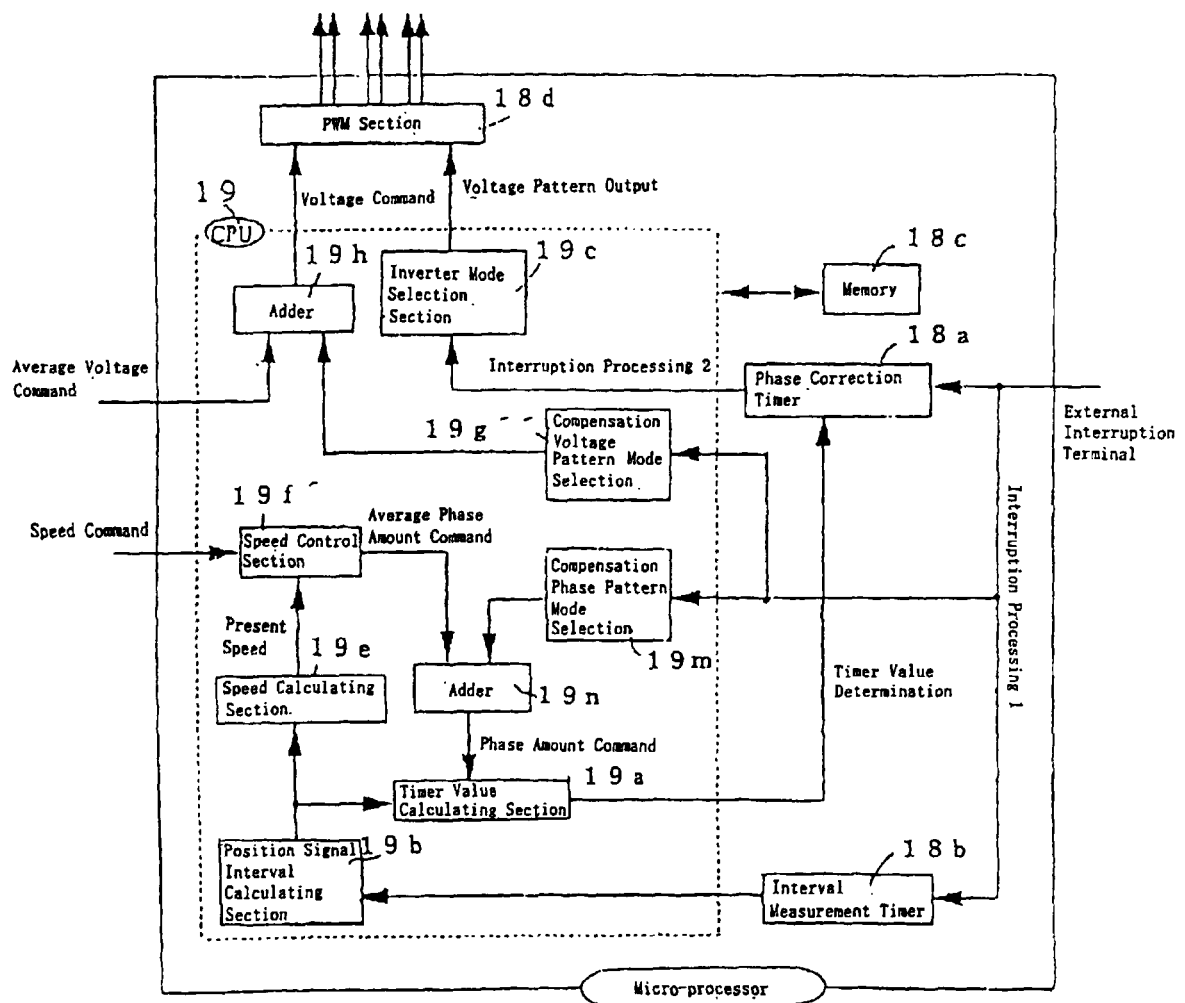 18d
PWM Section
Voltage Command
Voltage Pattern Output
19
CPU
19h
Adder
19c
Inverter Mode
Selection
Section
18c
Memory
18a
Average Voltage
Command
Interruption Processing 2
Phase Correction
Timer
External
Interruption
Terminal
19g
Compensation
Voltage
Pattern Mode
Selection
19f
Speed Command
Speed Control
Section
Average Phase
Amount Command
Compensation
Phase Pattern
Mode
Selection
19m
Interruption Processing 1
Present
Speed
19e
Speed Calculating
Section.
Adder
19n
Timer Value
Determination
Phase Amount Command
19a
Timer Value
Calculating Section
Position Signal
Interval
Calculating
Section
19b
18b
Interval
Measurement Timer
Micro-processor